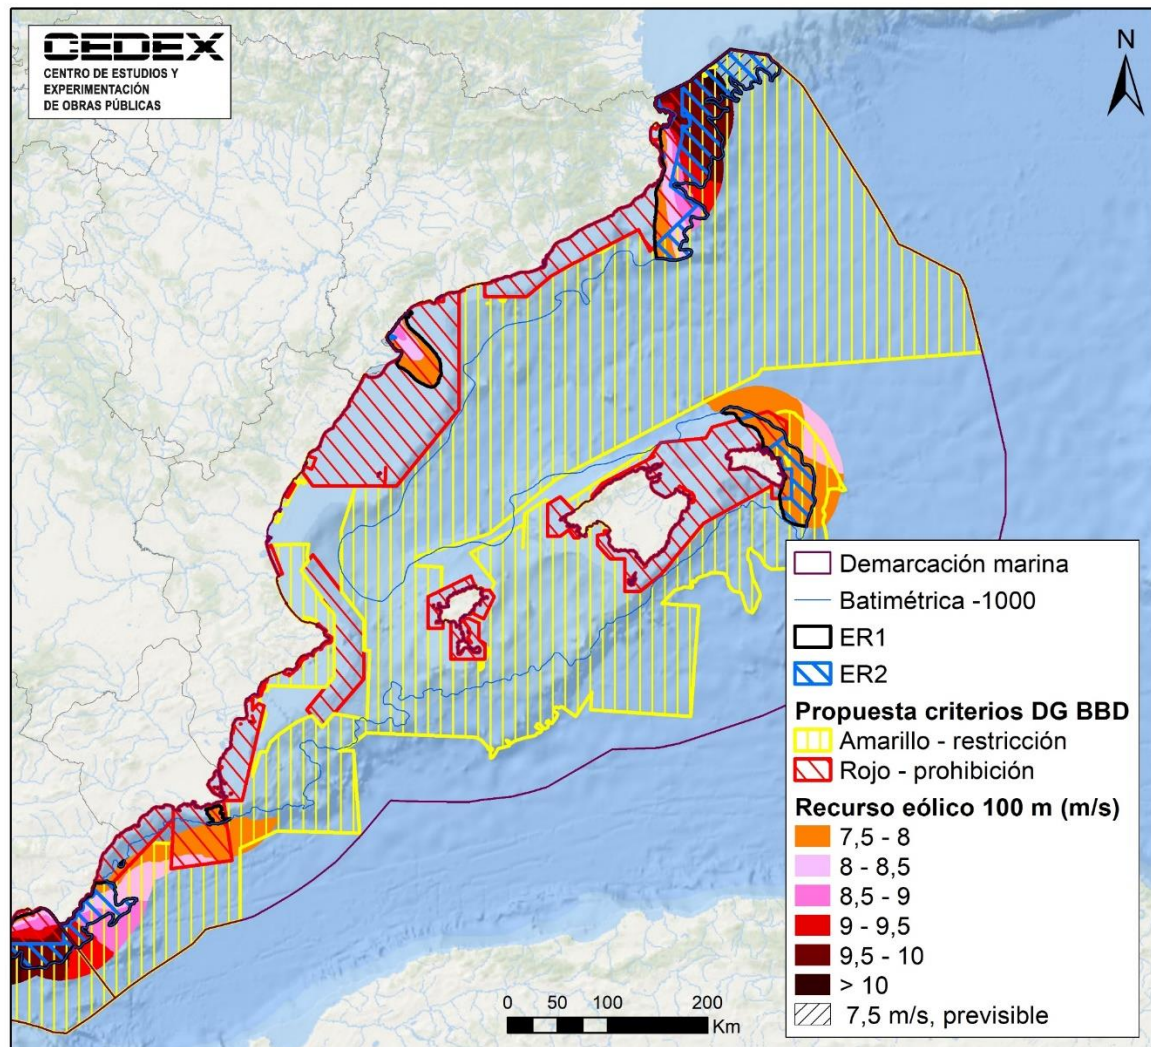 CEDEX
CENTRO DE ESTUDIOS Y
EXPERIMENTACIÓN
DE OBRAS PÚBLICAS
N
Demarcación marina
Batimétrica -1000
ER1
ER2
Propuesta criterios DG BBD
Amarillo - restricción
Rojo - prohibición
Recurso eólico 100 m (m/s)
7,5 - 8
8 - 8,5
8,5 - 9
9 - 9,5
9,5 - 10
> 10
7,5 m/s, previsible
0 50 100 200
Km